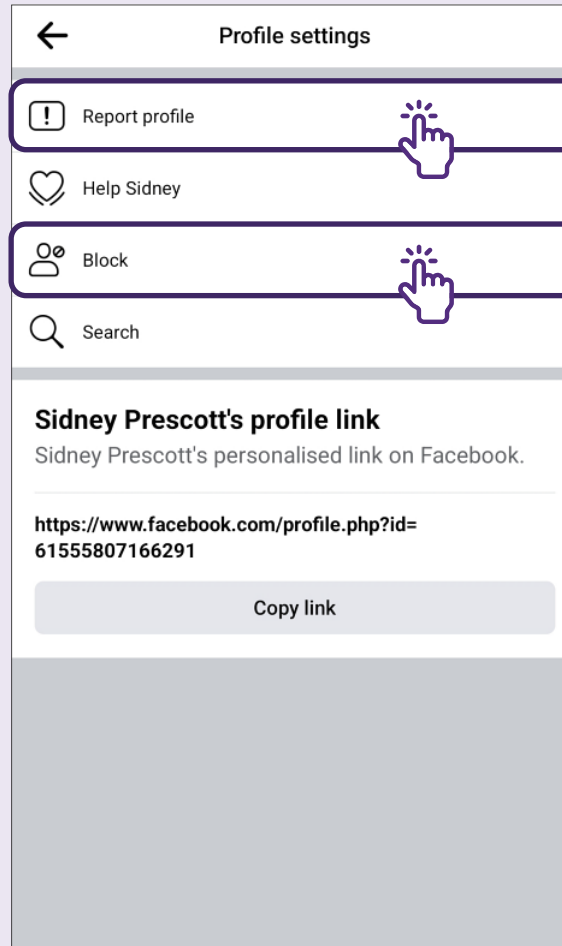 Profile settings
Report profile
Help Sidney
Block
Search
Sidney Prescott's profile link
Sidney Prescott's personalised link on Facebook.
https://www.facebook.com/profile.php?id=
61555807166291
Copy link